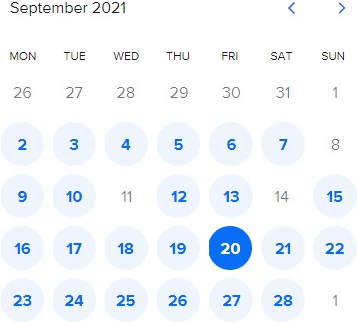 September 2021
MON TUE WED THU FRI SAT SUN
26 27 28 29 30 31 1
2 3 4 5 6 7 8
9 10 11 12 13 14 15
16 17 18 19 20 21 22
23 24 25 26 27 28 1